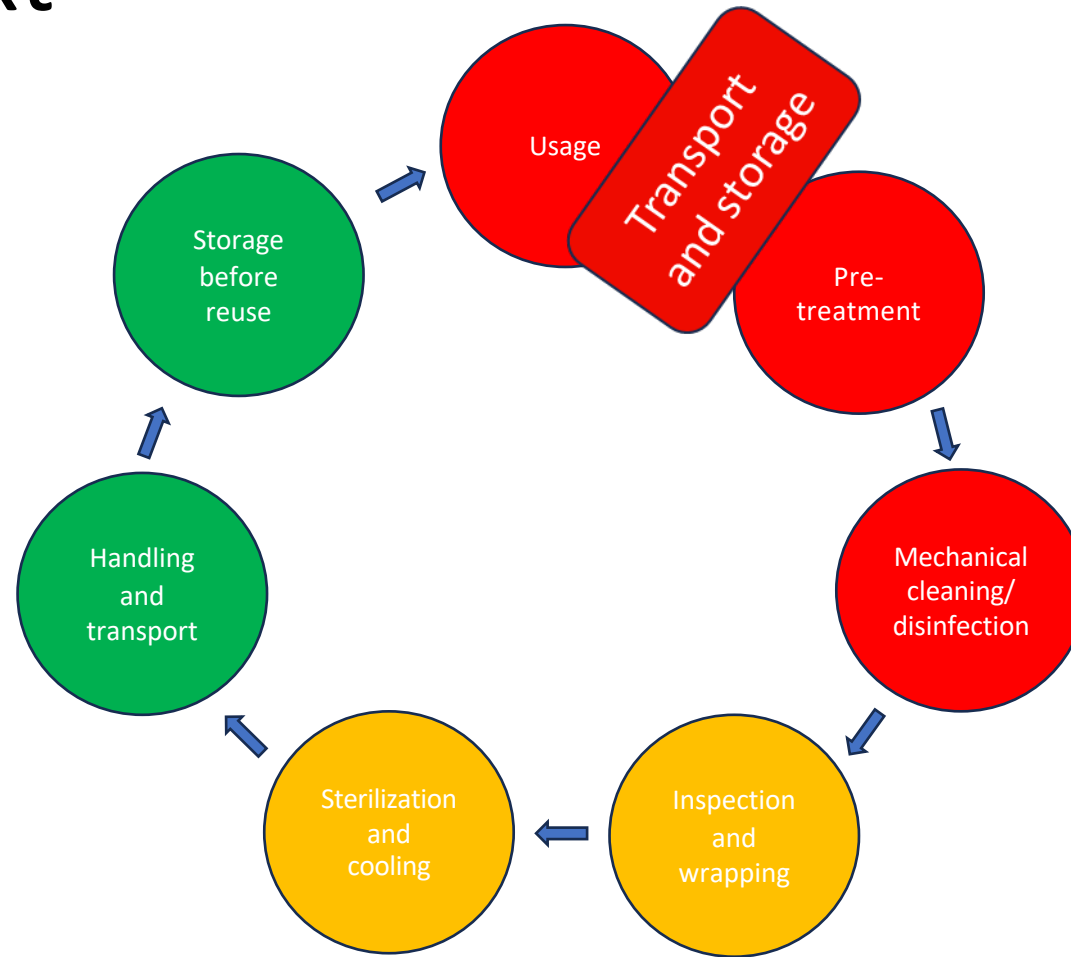 Usage
Transport
and storage
Pre-
treatment
Mechanical
cleaning/
disinfection
Inspection
and
wrapping
Sterilization
and
cooling
Handling
and
transport
Storage
before
reuse